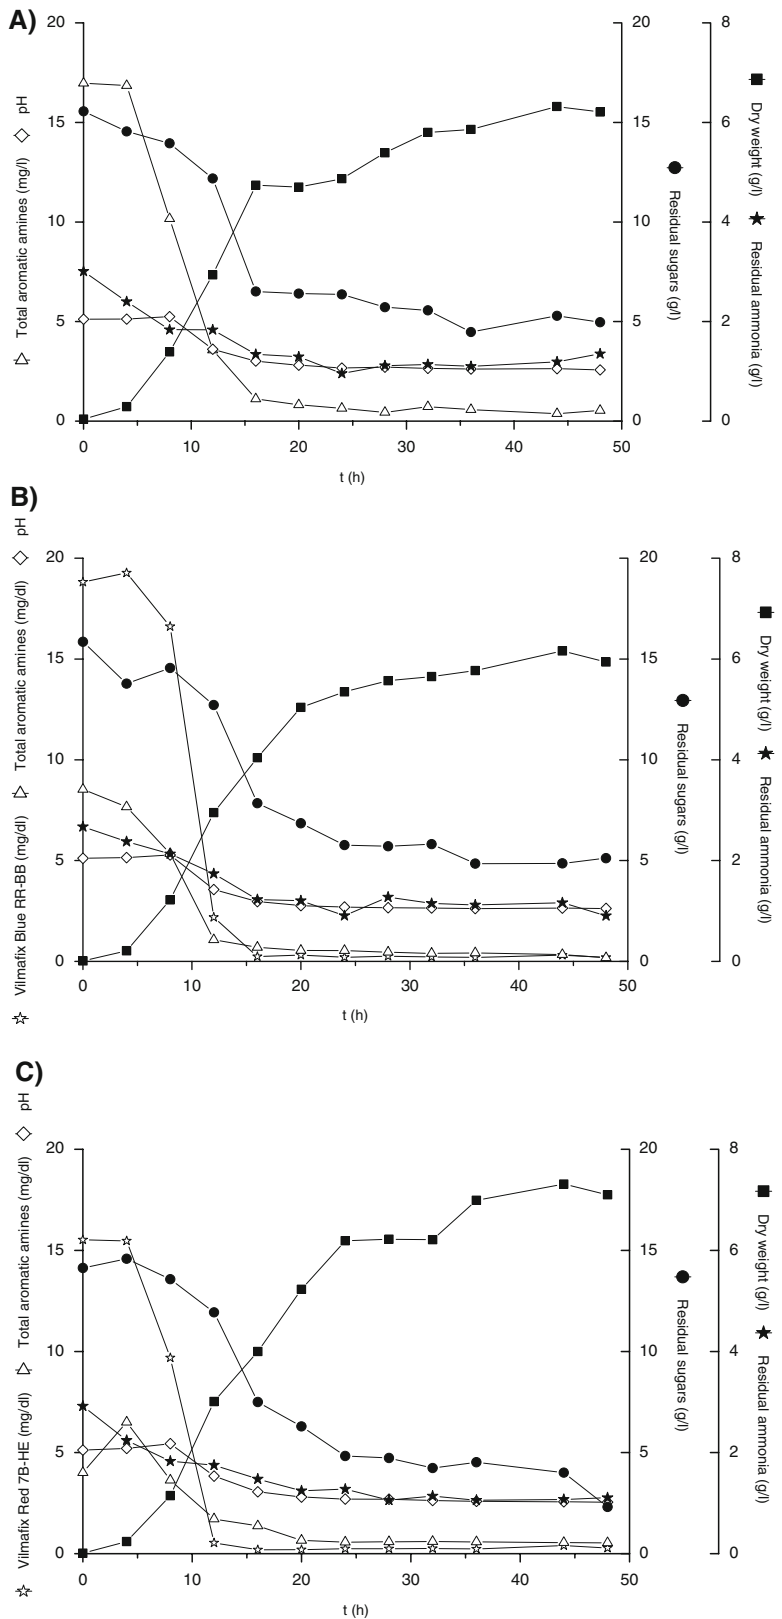 A)
Total aromatic amines (mg/l) pH
20
15
10
5
0
0 10 20 30 40 50
t (h)
20
15
10
5
0
Residual sugars (g/l)
8
6
4
2
0
Dry weight (g/l)
Residual ammonia (g/l)
B)
Vilmafix Blue RR-BB (mg/dl) Total aromatic amines (mg/dl) pH
20
15
10
5
0
0 10 20 30 40 50
t (h)
20
15
10
5
0
Residual sugars (g/l)
8
6
4
2
0
Dry weight (g/l)
Residual ammonia (g/l)
C)
Vilmafix Red 7B-HE (mg/dl) Total aromatic amines (mg/dl) pH
20
15
10
5
0
0 10 20 30 40 50
t (h)
20
15
10
5
0
Residual sugars (g/l)
8
6
4
2
0
Dry weight (g/l)
Residual ammonia (g/l)